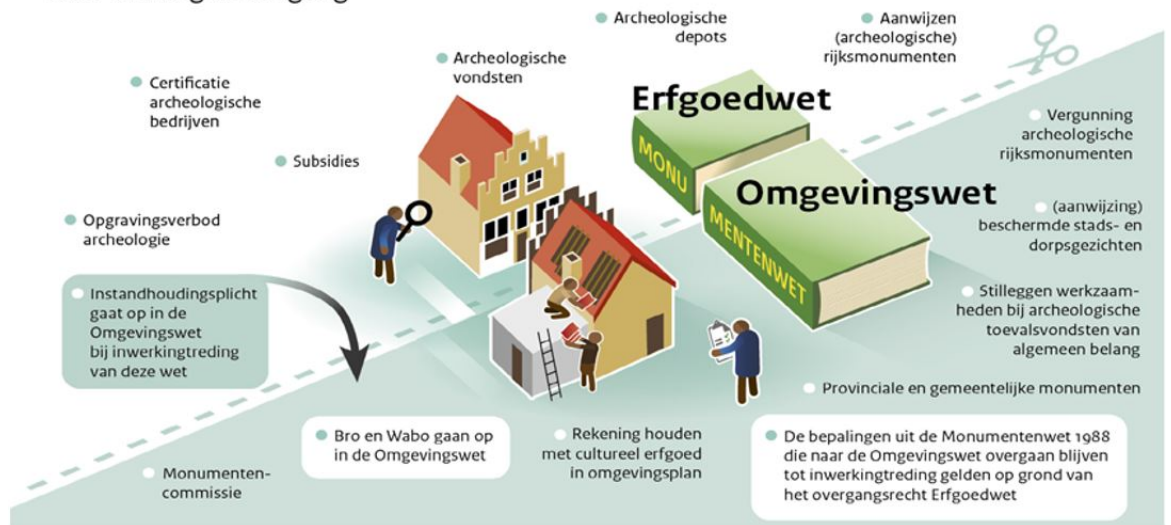 Archeologische
depots
Aanwijzen
(archeologische)
rijksmonumenten
Archeologische
vondsten
Certificatie
archeologische
bedrijven
Erfgoedwet
MONU
Vergunning
archeologische
rijksmonumenten
Subsidies
Omgevingswet
MENTENWET
Opgravingsverbod
archeologie
(aanwijzing)
beschermde stads- en
dorpsgezichten
Instandhoudingsplicht
gaat op in de
Omgevingswet
bij inwerkingtreding
van deze wet
Stilleggen werkzaam-
heden bij archeologische
toevalsvondsten van
algemeen belang
Provinciale en gemeentelijke monumenten
Monumenten-
commissie
Bro en Wabo gaan op
in de Omgevingswet
Rekening houden
met cultureel erfgoed
in omgevingsplan
De bepalingen uit de Monumentenwet 1988
die naar de Omgevingswet overgaan blijven
tot inwerkingtreding gelden op grond van
het overgangsrecht Erfgoedwet